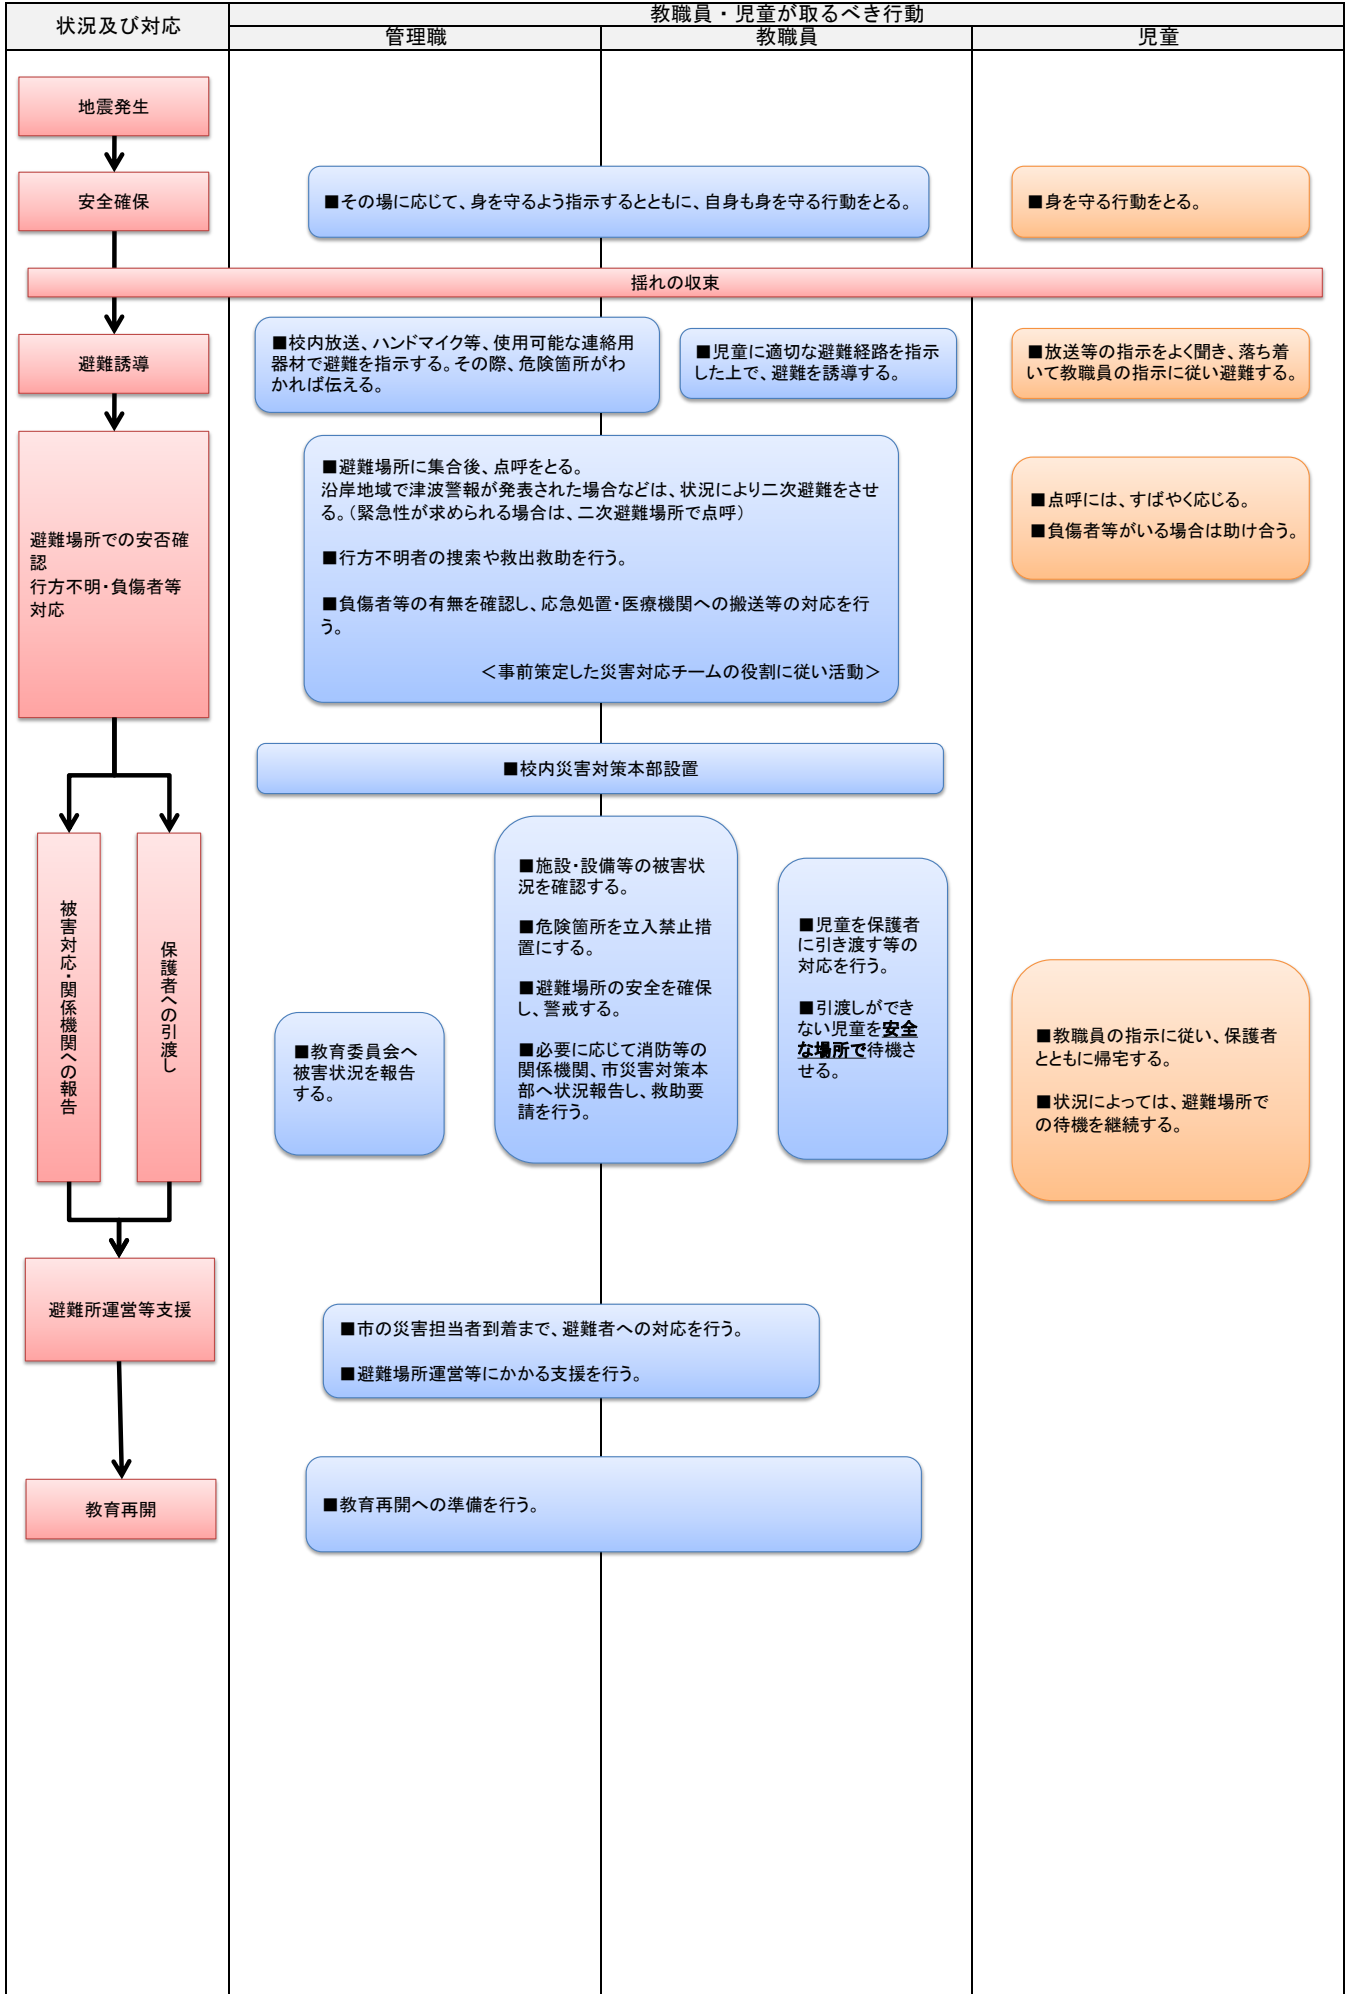 状況及び対応
教職員・児童が取るべき行動
管理職
教職員
児童
地震発生
安全確保
■その場に応じて、身を守るよう指示するとともに、自身も身を守る行動をとる。
■身を守る行動をとる。
揺れの収束
避難誘導
■校内放送、ハンドマイク等、使用可能な連絡用
器材で避難を指示する。その際、危険箇所がわ
かれば伝える。
■児童に適切な避難経路を指示
した上で、避難を誘導する。
■放送等の指示をよく聞き、落ち着
いて教職員の指示に従い避難する。
避難場所での安否確
認
行方不明・負傷者等
対応
■避難場所に集合後、点呼をとる。
沿岸地域で津波警報が発表された場合などは、状況により二次避難をさせ
る。（緊急性が求められる場合は、二次避難場所で点呼）
■行方不明者の捜索や救出救助を行う。
■負傷者等の有無を確認し、応急処置・医療機関への搬送等の対応を行
う。
＜事前策定した災害対応チームの役割に従い活動＞
■点呼には、すばやく応じる。
■負傷者等がいる場合は助け合う。
■校内災害対策本部設置
被害対応・関係機関への報告
保護者への引渡し
■教育委員会へ
被害状況を報告
する。
■施設・設備等の被害状
況を確認する。
■危険箇所を立入禁止措
置にする。
■避難場所の安全を確保
し、警戒する。
■必要に応じて消防等の
関係機関、市災害対策本
部へ状況報告し、救助要
請を行う。
■児童を保護者
に引き渡す等の
対応を行う。
■引渡しができ
ない児童を安全
な場所で待機さ
せる。
■教職員の指示に従い、保護者
とともに帰宅する。
■状況によっては、避難場所で
の待機を継続する。
避難所運営等支援
■市の災害担当者到着まで、避難者への対応を行う。
■避難場所運営等にかかる支援を行う。
教育再開
■教育再開への準備を行う。